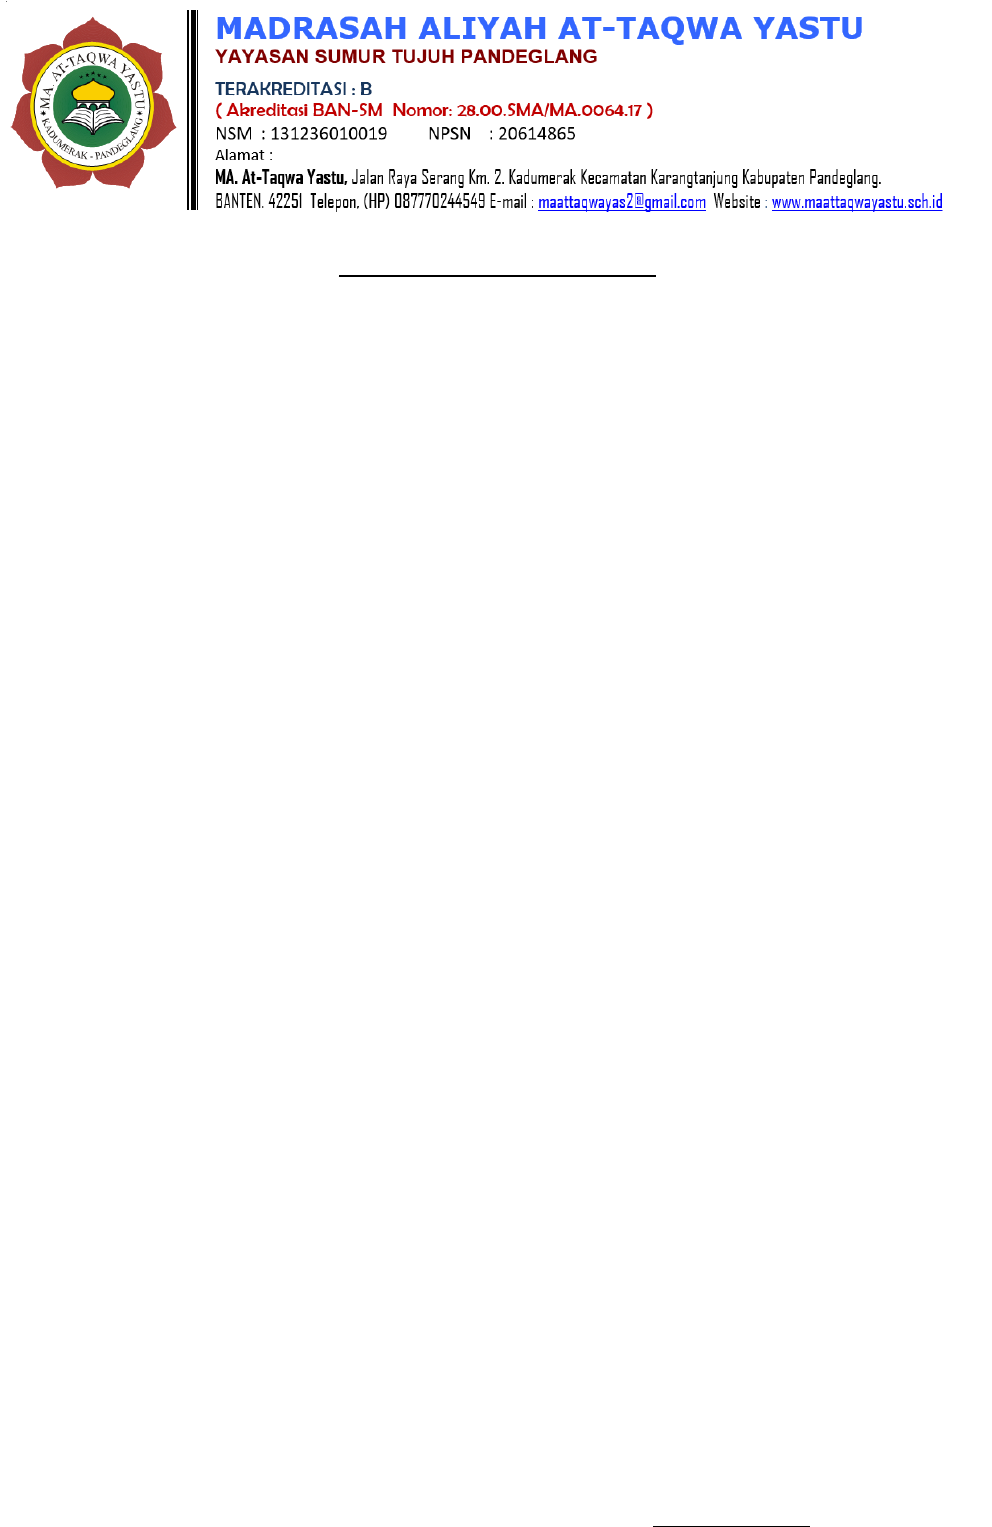 MA. AT-TAQWA YASTU
KADUMERAK - PANDEGLANG
MADRASAH ALIYAH AT-TAQWA YASTU
YAYASAN SUMUR TUJUH PANDEGLANG
TERAKREDITASI : B
( Akreditasi BAN-SM Nomor: 28.00.SMA/MA.0064.17 )
NSM : 131236010019 NPSN : 20614865
Alamat :
MA. At-Taqwa Yastu, Jalan Raya Serang Km. 2. Kadumerak Kecamatan Karangtanjung Kabupaten Pandeglang.
BANTEN. 42251 Telepon, (HP) 087770244549 E-mail : maattaqwayas2@gmail.com Website : www.maattaqwayastu.sch.id